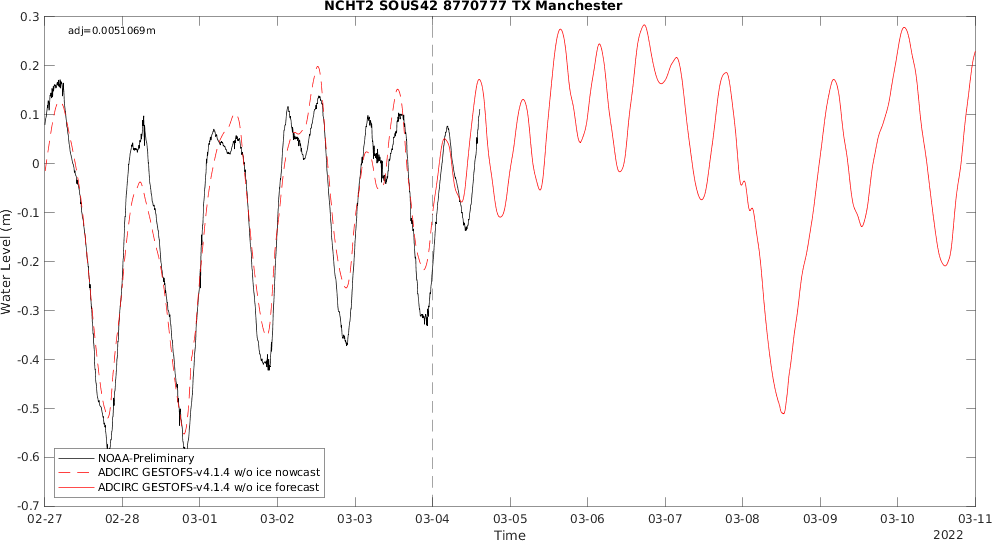 NCHT2 SOUS42 8770777 TX Manchester
adj=0.0051069m
0.3
0.2
0.1
0
-0.1
-0.2
-0.3
-0.4
-0.5
-0.6
-0.7
Water Level (m)
NOAA-Preliminary
ADCIRC GESTOFS-v4.1.4 w/o ice nowcast
ADCIRC GESTOFS-v4.1.4 w/o ice forecast
02-27 02-28 03-01 03-02 03-03 03-04 03-05 03-06 03-07 03-08 03-09 03-10 03-11
Time
2022